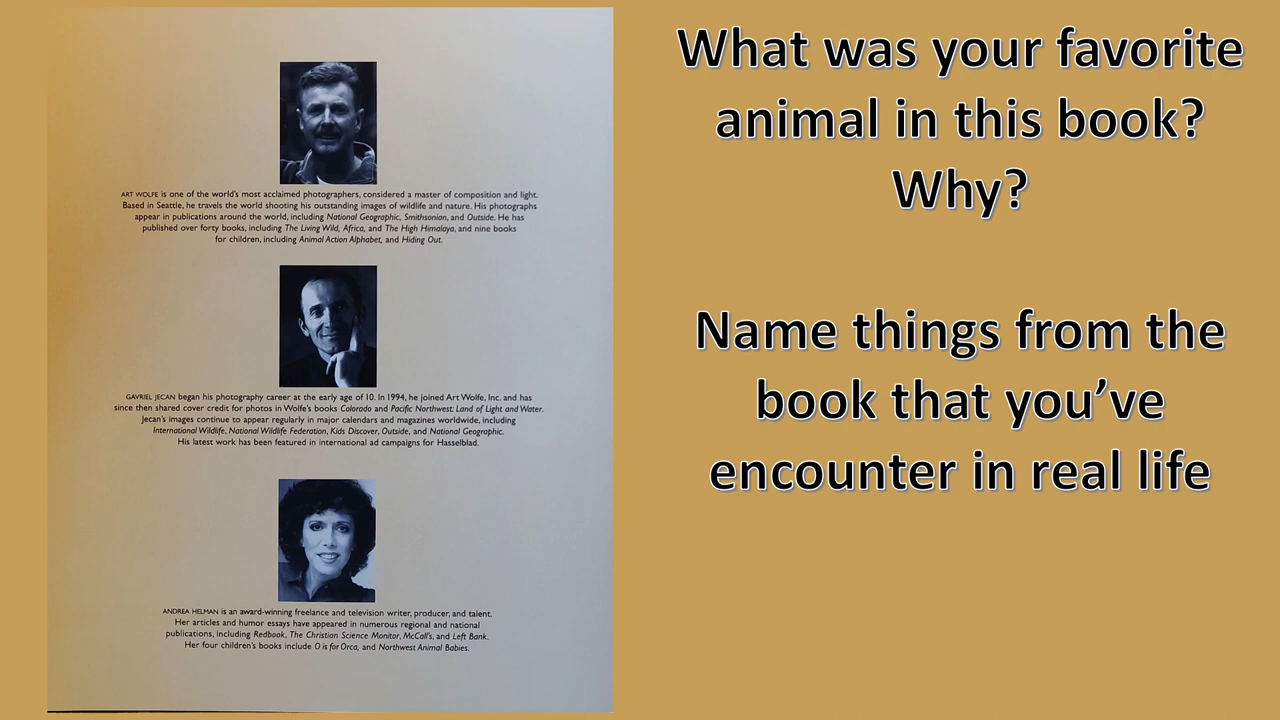 ART WOLFE is one of the world's most acclaimed photographers, considered a master of composition and light.
Based in Seattle, he travels the world shooting his outstanding images of wildlife and nature. His photographs
appear in publications around the world, including National Geographic, Smithsonian, and Outside. He has
published over forty books, including The Living Wild, Africa, and The High Himalaya, and nine books
for children, including Animal Action Alphabet, and Hiding Out.
GAVRIEL JECAN began his photography career at the early age of 10. In 1994, he joined Art Wolfe, Inc. and has
since then shared cover credit for photos in Wolfe's books Colorado and Pacific Northwest: Land of Light and Water.
Jecan's images continue to appear regularly in major calendars and magazines worldwide, including
International Wildlife, National Wildlife Federation, Kids Discover, Outside, and National Geographic.
His latest work has been featured in international ad campaigns for Hasselblad.
ANDREA HELMAN is an award-winning freelance and television writer, producer, and talent.
Her articles and humor essays have appeared in numerous regional and national
publications, including Redbook, The Christian Science Monitor, McCall's, and Left Bank.
Her four children's books include O is for Orca, and Northwest Animal Babies.
What was your favorite
animal in this book?
Why?
Name things from the
book that you've
encounter in real life